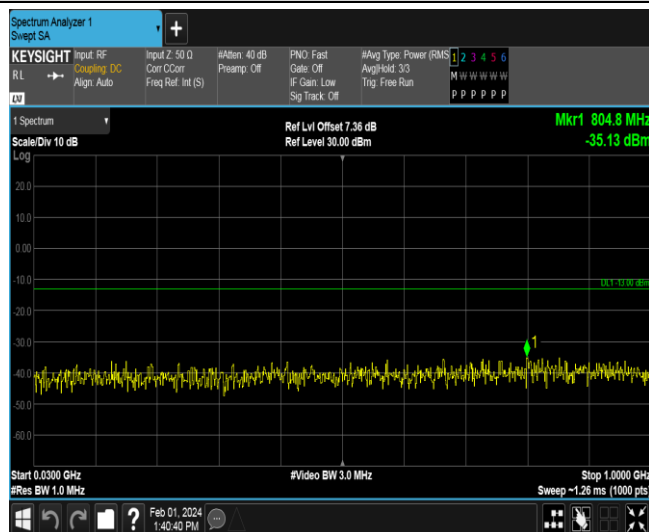 Spectrum Analyzer 1
Swept SA
+
KEYSIGHT
RL
LXI
Input: RF
Coupling: DC
Align: Auto
Input Z: 50 Ω
Corr CCorr
Freq Ref: Int (S)
#Atten: 40 dB
Preamp: Off
PNO: Fast
Gate: Off
IF Gain: Low
Sig Track: Off
#Avg Type: Power (RMS
Avg|Hold: 3/3
Trig: Free Run
1 2 3 4 5 6
M W W W W W
P P P P P P
1 Spectrum
Scale/Div 10 dB
Log
Ref Lvl Offset 7.36 dB
Ref Level 30.00 dBm
Mkr1 804.8 MHz
-35.13 dBm
20.0
10.0
0.00
-10.0
DL1 -13.00 dBm
-20.0
-30.0
1
-40.0
-50.0
-60.0
Start 0.0300 GHz
#Res BW 1.0 MHz
#Video BW 3.0 MHz
Stop 1.0000 GHz
Sweep ~1.26 ms (1000 pts)
?
Feb 01, 2024
1:40:40 PM